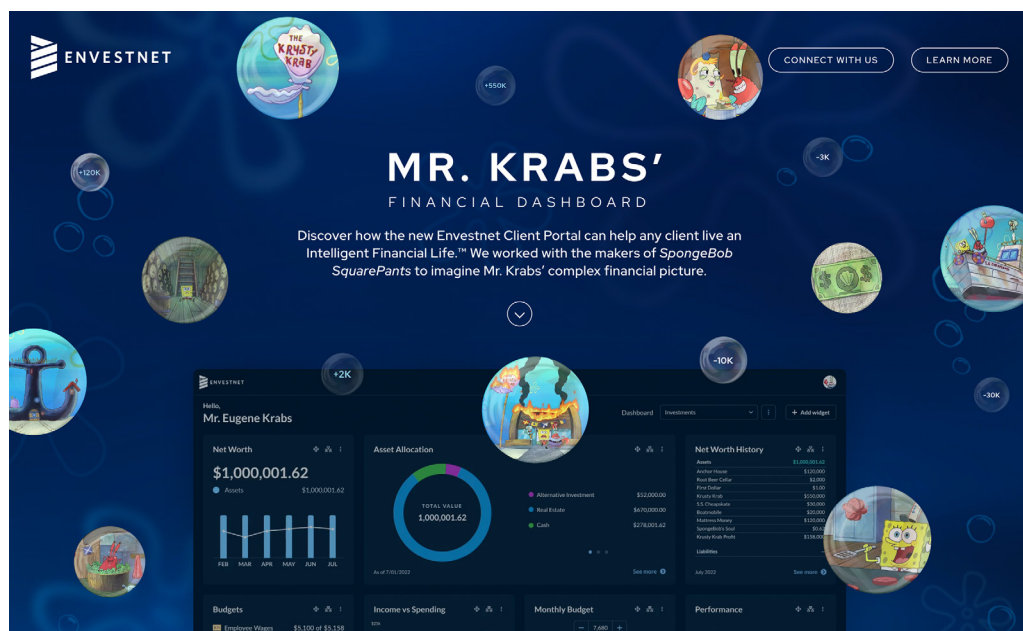 ENVESTNET
THE
KRUSTY
KRAB
CONNECT WITH US
LEARN MORE
+550K
-3K
+120K
MR. KRABS’
FINANCIAL DASHBOARD
Discover how the new Envestnet Client Portal can help any client live an
Intelligent Financial Life.™ We worked with the makers of SpongeBob
SquarePants to imagine Mr. Krabs’ complex financial picture.
+2K
-10K
-30K
ENVESTNET
Hello,
Mr. Eugene Krabs
Dashboard
Investments
+ Add widget
Net Worth
$1,000,001.62
Assets $1,000,001.62
FEB MAR APR MAY JUN JUL
Asset Allocation
TOTAL VALUE
1,000,001.62
Alternative Investment $52,000.00
Real Estate $670,000.00
Cash $278,001.62
As of 7/01/2023
See more
Net Worth History
Assets $1,000,001.62
Anchor House $120,000
Root Beer Cellar $2,000
First Dollar $1.00
Krusty Krab $550,000
S.S. Cheapskate $30,000
Boatmobile $20,000
Mattress Money $120,000
SpongeBob's Soul $0.62
Krusty Krab Profit $158,000
Liabilities
July 2022
See more
Budgets
Employee Wages $5,100 of $5,158
Income vs Spending
Monthly Budget
− 7,680 +
Performance